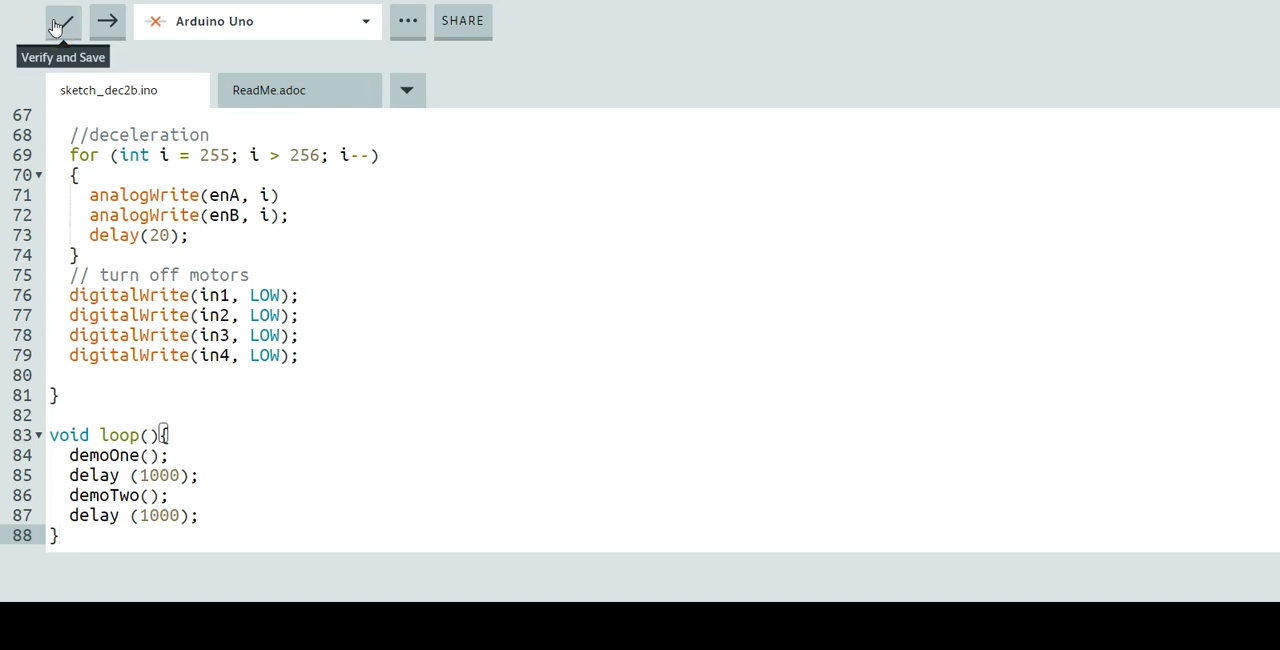 Arduino Uno
SHARE
Verify and Save
sketch_dec2b.ino ReadMe.adoc
67
68 //deceleration
69 for (int i = 255; i > 256; i--)
70 {
71 analogWrite(enA, i)
72 analogWrite(enB, i);
73 delay(20);
74 }
75 // turn off motors
76 digitalWrite(in1, LOW);
77 digitalWrite(in2, LOW);
78 digitalWrite(in3, LOW);
79 digitalWrite(in4, LOW);
80
81 }
82
83 void loop(){
84 demoOne();
85 delay (1000);
86 demoTwo();
87 delay (1000);
88 }